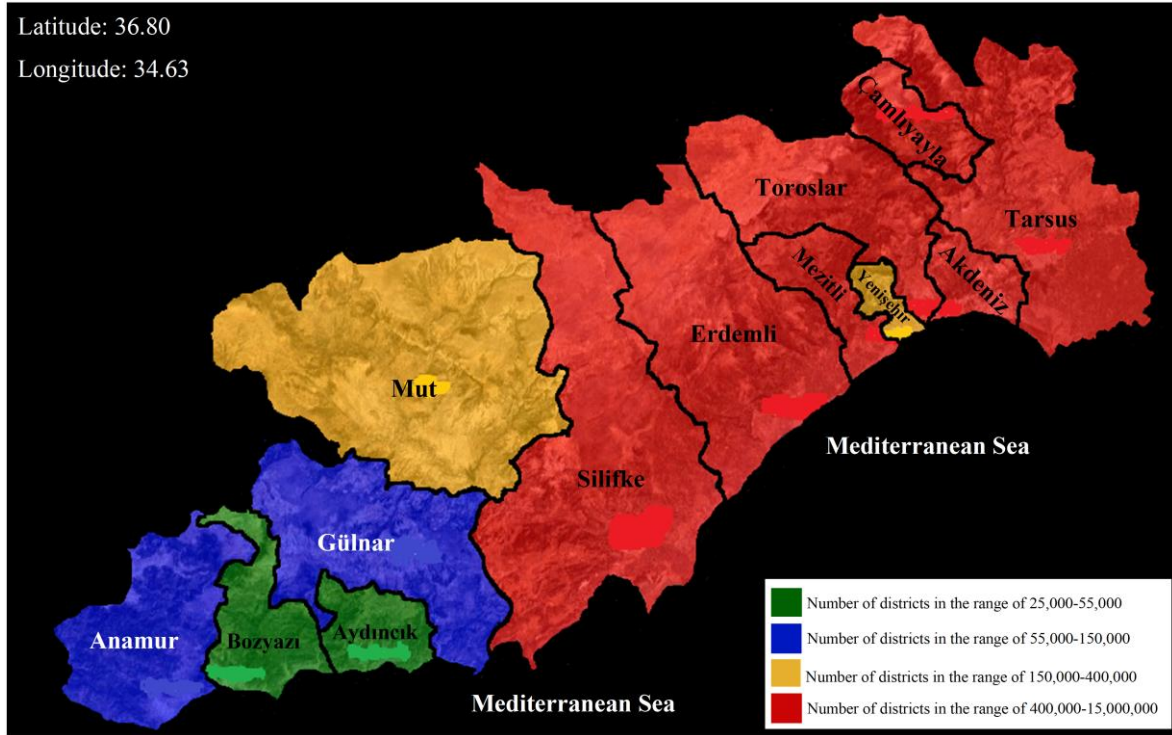 Latitude: 36.80
Longitude: 34.63
Çamlıyayla
Toroslar
Tarsus
Akdeniz
Mezitli
Yenişehir
Erdemli
Mut
Mediterranean Sea
Silifke
Gülnar
Anamur
Bozyazı
Aydıncık
Mediterranean Sea
Number of districts in the range of 25,000-55,000
Number of districts in the range of 55,000-150,000
Number of districts in the range of 150,000-400,000
Number of districts in the range of 400,000-15,000,000